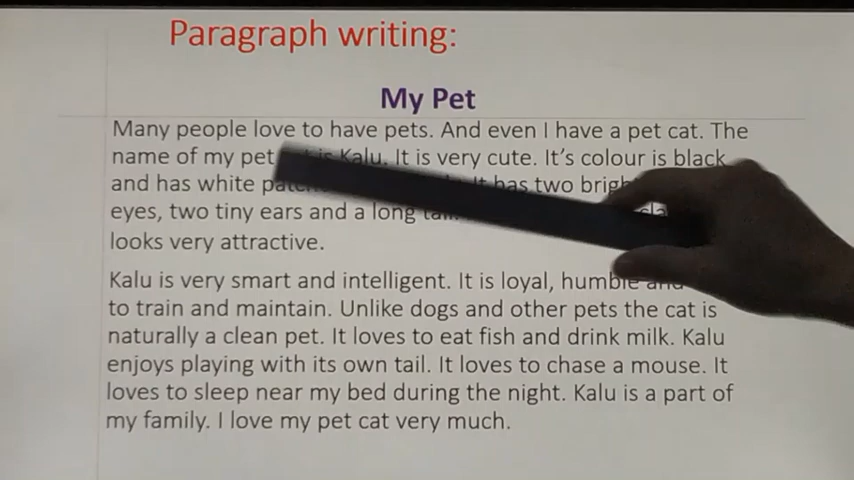 Paragraph writing:
My Pet
Many people love to have pets. And even I have a pet cat. The
name of my pet is Kalu. It is very cute. It's colour is black
and has white It has two
eyes, two tiny ears and a long
looks very attractive.
Kalu is very smart and intelligent. It is loyal, humble and
to train and maintain. Unlike dogs and other pets the cat is
naturally a clean pet. It loves to eat fish and drink milk. Kalu
enjoys playing with its own tail. It loves to chase a mouse. It
loves to sleep near my bed during the night. Kalu is a part of
my family. I love my pet cat very much.